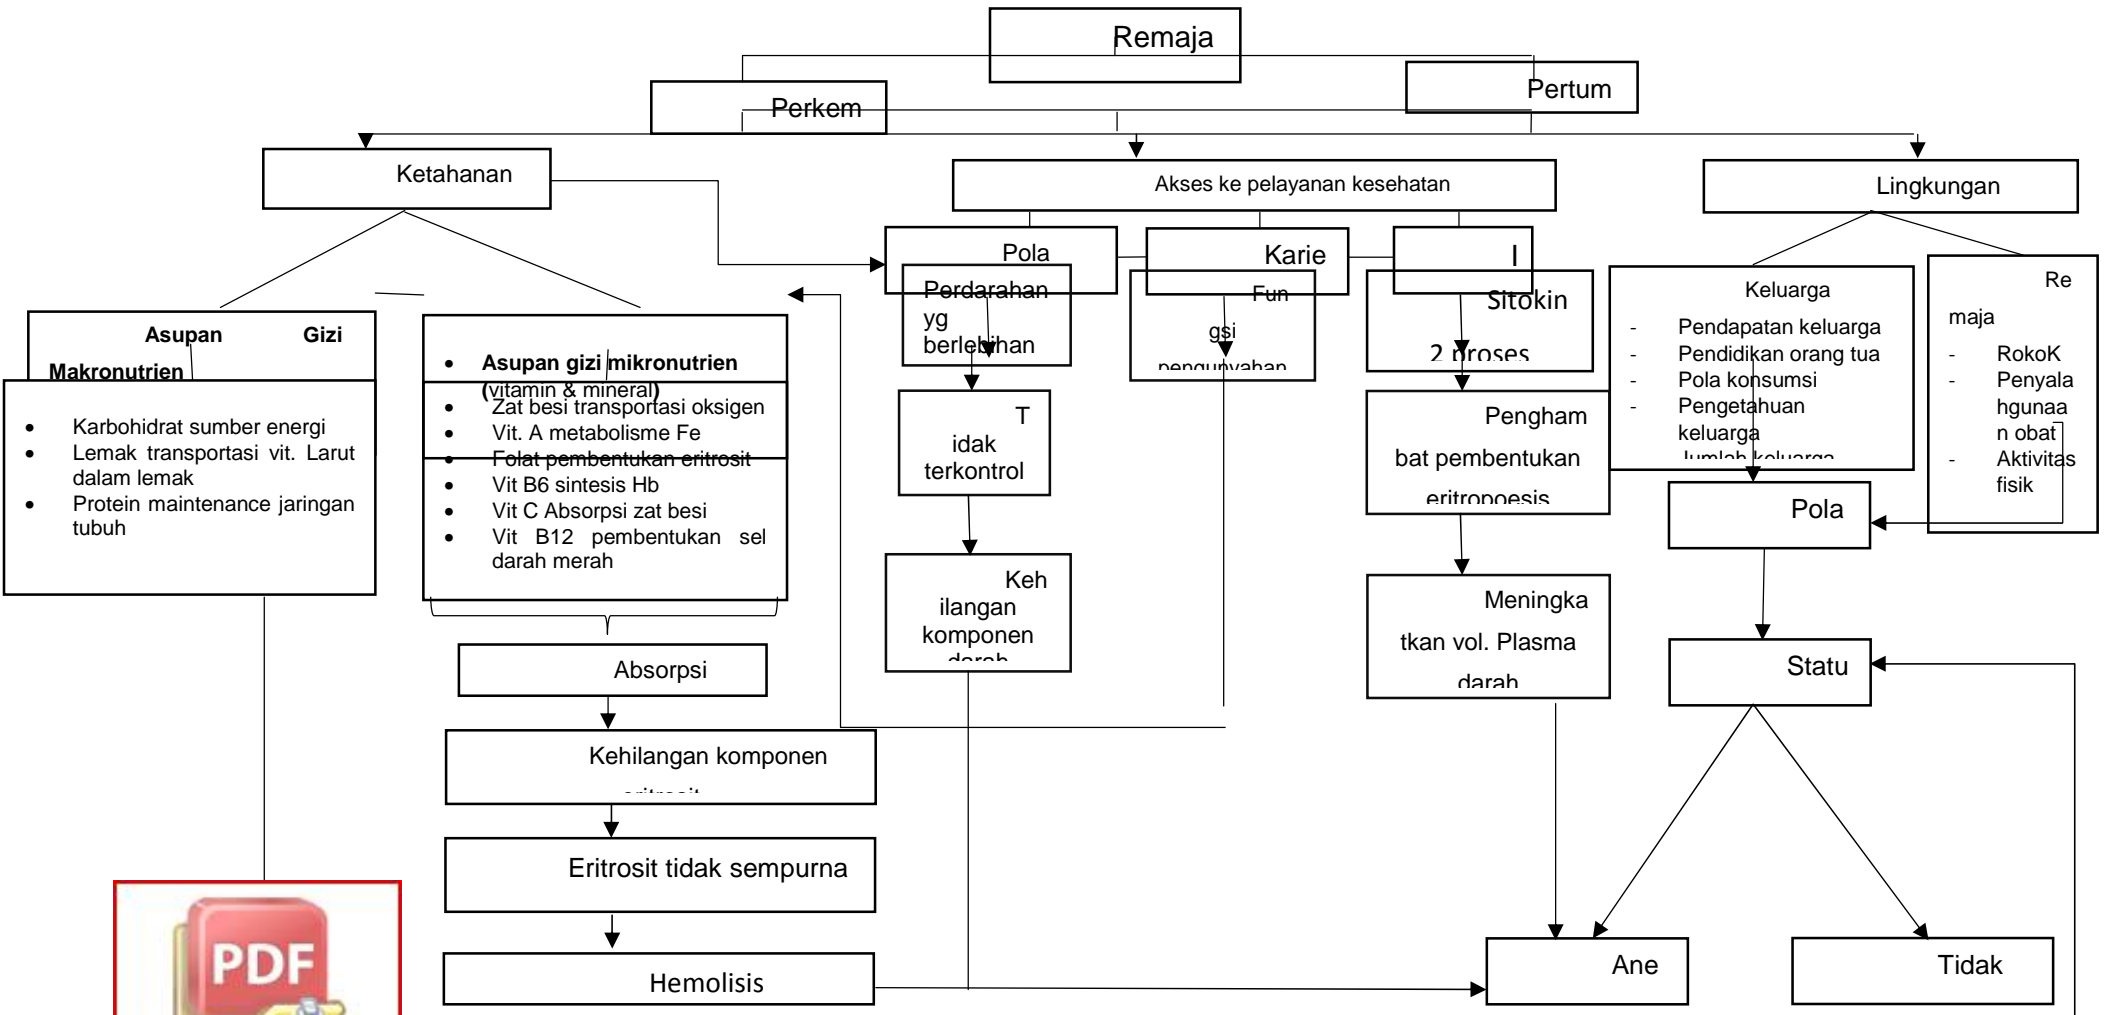 Remaja
Perkem
Pertum
Ketahanan
Akses ke pelayanan kesehatan
Lingkungan
Pola
Karie
I
Perdarahan
yg
berlebihan
Fun
gsi
pengunyahan
Sitokin
2 proses
Keluarga
- Pendapatan keluarga
- Pendidikan orang tua
- Pola konsumsi
- Pengetahuan
keluarga
Jumlah keluarga
Re
maja
- RokoK
- Penyala
hgunaa
n obat
- Aktivitas
fisik
Asupan Gizi
Makronutrien
• Karbohidrat sumber energi
• Lemak transportasi vit. Larut
dalam lemak
• Protein maintenance jaringan
tubuh
• Asupan gizi mikronutrien
(vitamin & mineral)
• Zat besi transportasi oksigen
• Vit. A metabolisme Fe
• Folat pembentukan eritrosit
• Vit B6 sintesis Hb
• Vit C Absorpsi zat besi
• Vit B12 pembentukan sel
darah merah
T
idak
terkontrol
Pengham
bat pembentukan
eritropoesis
Pola
Keh
ilangan
komponen
darah
Meningka
tkan vol. Plasma
darah
Absorpsi
Statu
Kehilangan komponen
eritrosit
Eritrosit tidak sempurna
Hemolisis
Ane
Tidak
PDF